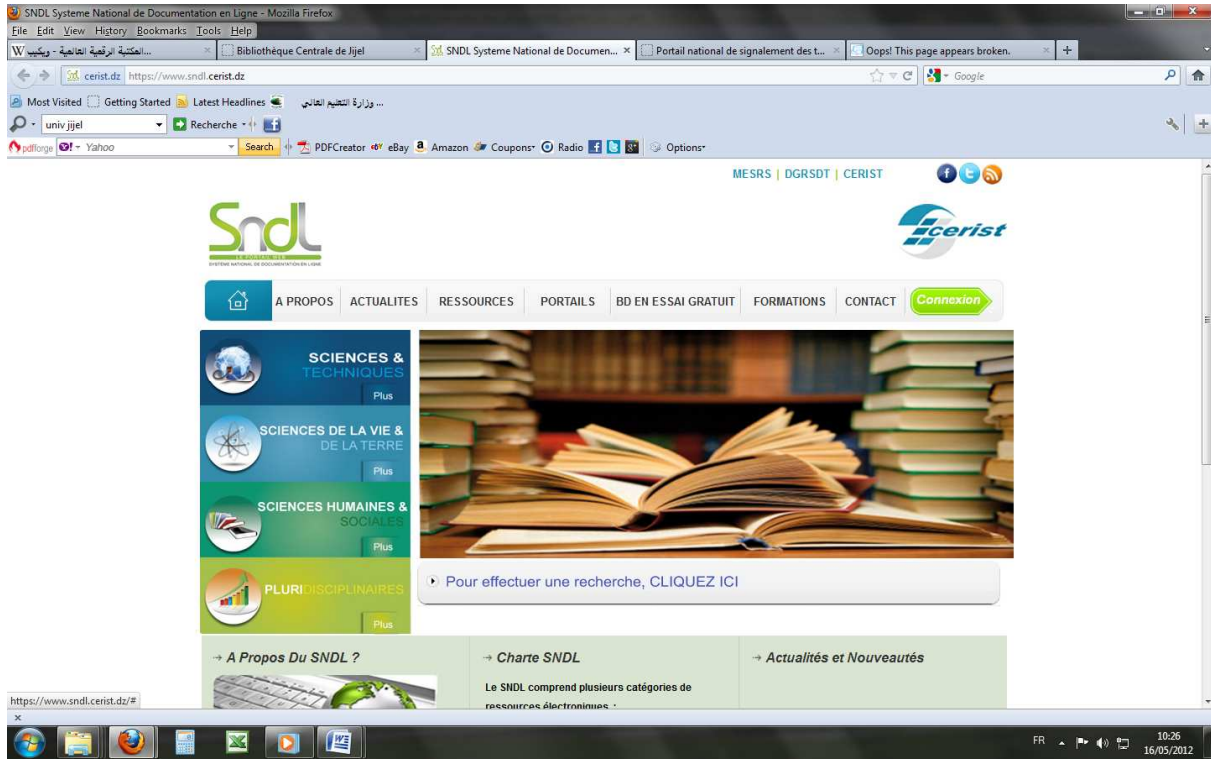 SNDL Systeme National de Documentation en Ligne - Mozilla Firefox
File Edit View History Bookmarks Tools Help
المكتبة الرقمية العالمية - ويكيب...
Bibliothèque Centrale de Jijel
SNDL Systeme National de Documen...
Portail national de signalement des t...
Oops! This page appears broken.
cerist.dz https://www.sndl.cerist.dz
Google
Most Visited Getting Started Latest Headlines وزارة التعليم العالي ...
univ jijel Recherche
pdfforge Yahoo Search PDFCreator eBay Amazon Coupons Radio Options
MESRS | DGRSDT | CERIST
Sndl
LE PORTAIL WEB
SYSTÈME NATIONAL DE DOCUMENTATION EN LIGNE
cerist
A PROPOS ACTUALITES RESSOURCES PORTAILS BD EN ESSAI GRATUIT FORMATIONS CONTACT Connexion
SCIENCES &
TECHNIQUES
Plus
SCIENCES DE LA VIE &
DE LA TERRE
Plus
SCIENCES HUMAINES &
SOCIALES
Plus
PLURIDISCIPLINAIRES
Plus
Pour effectuer une recherche, CLIQUEZ ICI
A Propos Du SNDL ?
Charte SNDL
Actualités et Nouveautés
Le SNDL comprend plusieurs catégories de
ressources électroniques :
https://www.sndl.cerist.dz/#
FR
10:26
16/05/2012